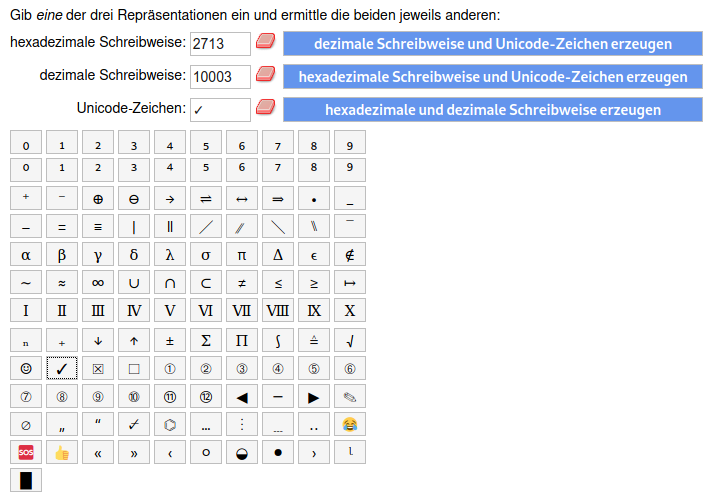 Gib eine der drei Repräsentationen ein und ermittle die beiden jeweils anderen:
hexadezimale Schreibweise: 2713 dezimale Schreibweise und Unicode-Zeichen erzeugen
dezimale Schreibweise: 10003 hexadezimale Schreibweise und Unicode-Zeichen erzeugen
Unicode-Zeichen: ✓ hexadezimale und dezimale Schreibweise erzeugen
₀ ₁ ₂ ₃ ₄ ₅ ₆ ₇ ₈ ₉
⁰ ¹ ² ³ ⁴ ⁵ ⁶ ⁷ ⁸ ⁹
⁺ ⁻ ⊕ ⊖ → ⇌ ↔ ⇒ • _
– = ≡ | ‖ ⟋ ⫽ ⟍ ⑊ ¯
α β γ δ λ σ π Δ ϵ ∉
∼ ≈ ∞ ∪ ∩ ⊂ ≠ ≤ ≥ ↦
Ⅰ Ⅱ Ⅲ Ⅳ Ⅴ Ⅵ Ⅶ Ⅷ Ⅸ Ⅹ
ₙ ₊ ↓ ↑ ± Σ Π ⟆ ≙ √
☺ ✓ ☒ □ ① ② ③ ④ ⑤ ⑥
⑦ ⑧ ⑨ ⑩ ⑪ ⑫ ◀ − ▶ ✎
∅ „ “ ⌬ … ⋮ ‥ 😂
🆘 👍 « » ‹ ○ ◒ ● › ˡ
█